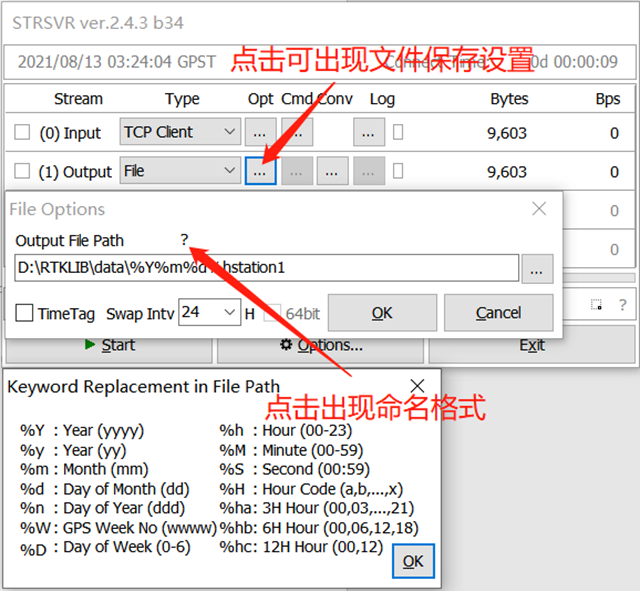 STRSVR ver.2.4.3 b34
2021/08/13 03:24:04 GPST 0d 00:00:09
点击可出现文件保存设置
Stream Type Opt Cmd Conv Log Bytes Bps
(0) Input TCP Client ... ... ... 9,603 0
(1) Output File ... ... ... ... 9,603 0
0
0
File Options
Output File Path ?
D:\RTKLIB\data\%Y%m%d%hstation1 ...
TimeTag Swap Intv 24 H 64bit OK Cancel
?
Start Options... Exit
Keyword Replacement in File Path
点击出现命名格式
%Y : Year (yyyy) %h : Hour (00-23)
%y : Year (yy) %M : Minute (00-59)
%m : Month (mm) %S : Second (00:59)
%d : Day of Month (dd) %H : Hour Code (a,b,...,x)
%n : Day of Year (ddd) %ha: 3H Hour (00,03,...,21)
%W : GPS Week No (wwww) %hb: 6H Hour (00,06,12,18)
%D : Day of Week (0-6) %hc: 12H Hour (00,12)
OK